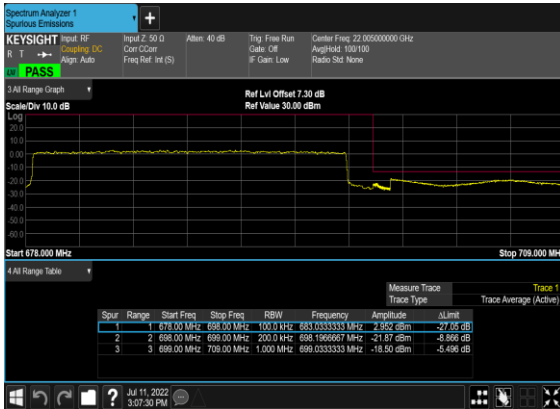 Spectrum Analyzer 1
Spurious Emissions
+
KEYSIGHT Input: RF Input Z: 50 Ω Atten: 40 dB Trig: Free Run Center Freq: 22.005000000 GHz
R T Coupling: DC Corr CCorr Gate: Off Avg|Hold: 100/100
Align: Auto Freq Ref: Int (S) IF Gain: Low Radio Std: None
PASS
3 All Range Graph
Ref Lvl Offset 7.30 dB
Scale/Div 10.0 dB Ref Value 30.00 dBm
Log
20.0
10.0
0.00
-10.0
-20.0
-30.0
-40.0
-50.0
-60.0
Start 678.000 MHz Stop 709.000 MH
4 All Range Table
Measure Trace Trace 1
Trace Type Trace Average (Active)
Spur Range Start Freq Stop Freq RBW Frequency Amplitude ΔLimit
1 1 678.00 MHz 698.00 MHz 100.0 kHz 683.0333333 MHz 2.952 dBm -27.05 dB
2 2 698.00 MHz 699.00 MHz 200.0 kHz 698.1966667 MHz -21.87 dBm -8.866 dB
3 3 699.00 MHz 709.00 MHz 1.000 MHz 699.0333333 MHz -18.50 dBm -5.496 dB
?
Jul 11, 2022
3:07:30 PM